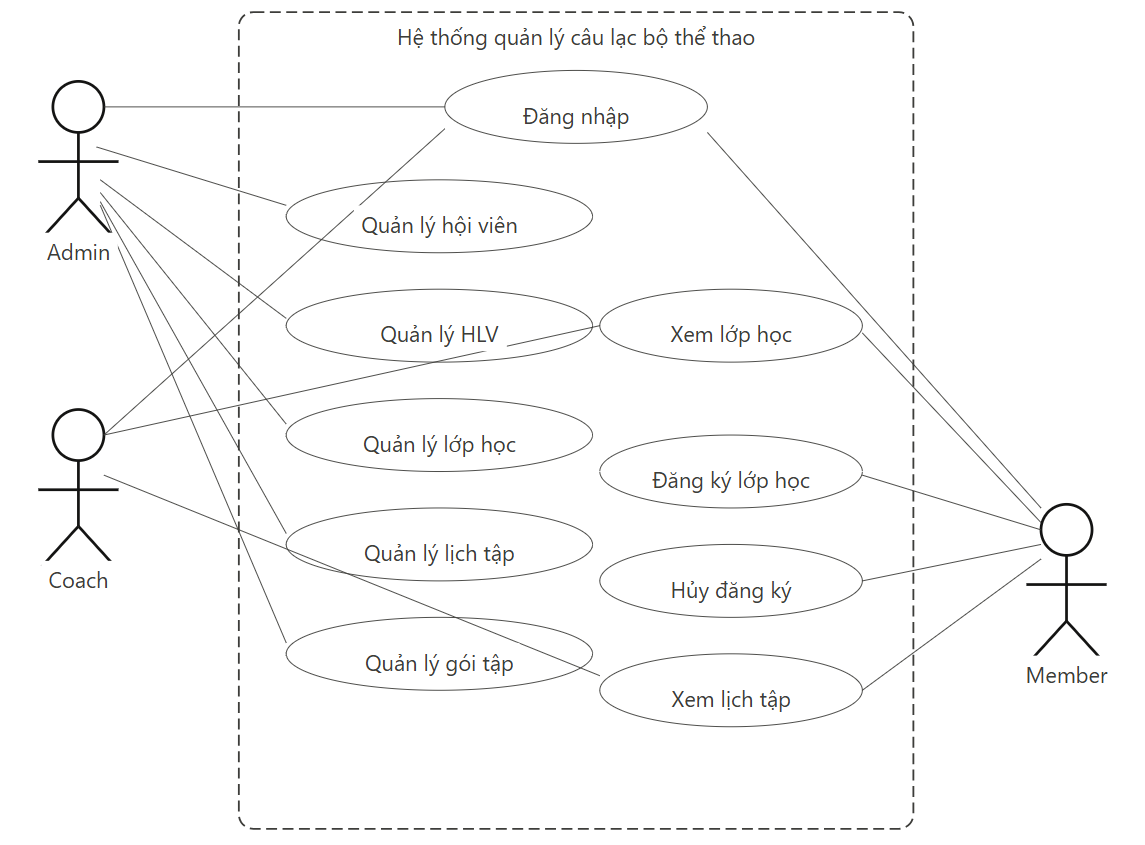 Hệ thống quản lý câu lạc bộ thể thao
Đăng nhập
Quản lý hội viên
Admin
Quản lý HLV
Xem lớp học
Quản lý lớp học
Đăng ký lớp học
Quản lý lịch tập
Coach
Hủy đăng ký
Quản lý gói tập
Member
Xem lịch tập